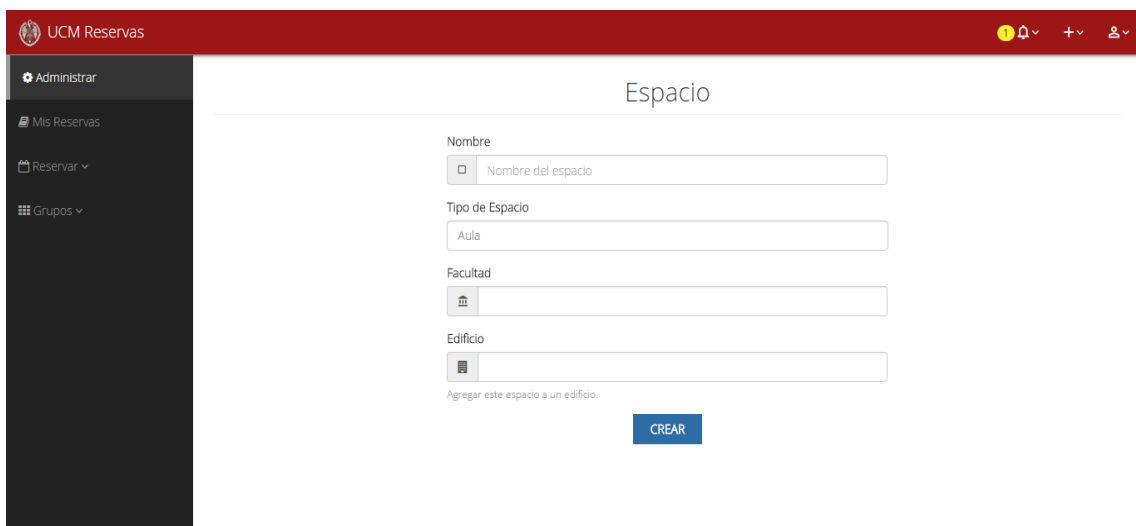 UCM Reservas
1
Administrar
Mis Reservas
Reservar
Grupos
Espacio
Nombre
Nombre del espacio
Tipo de Espacio
Aula
Facultad
Edificio
Agregar este espacio a un edificio.
CREAR